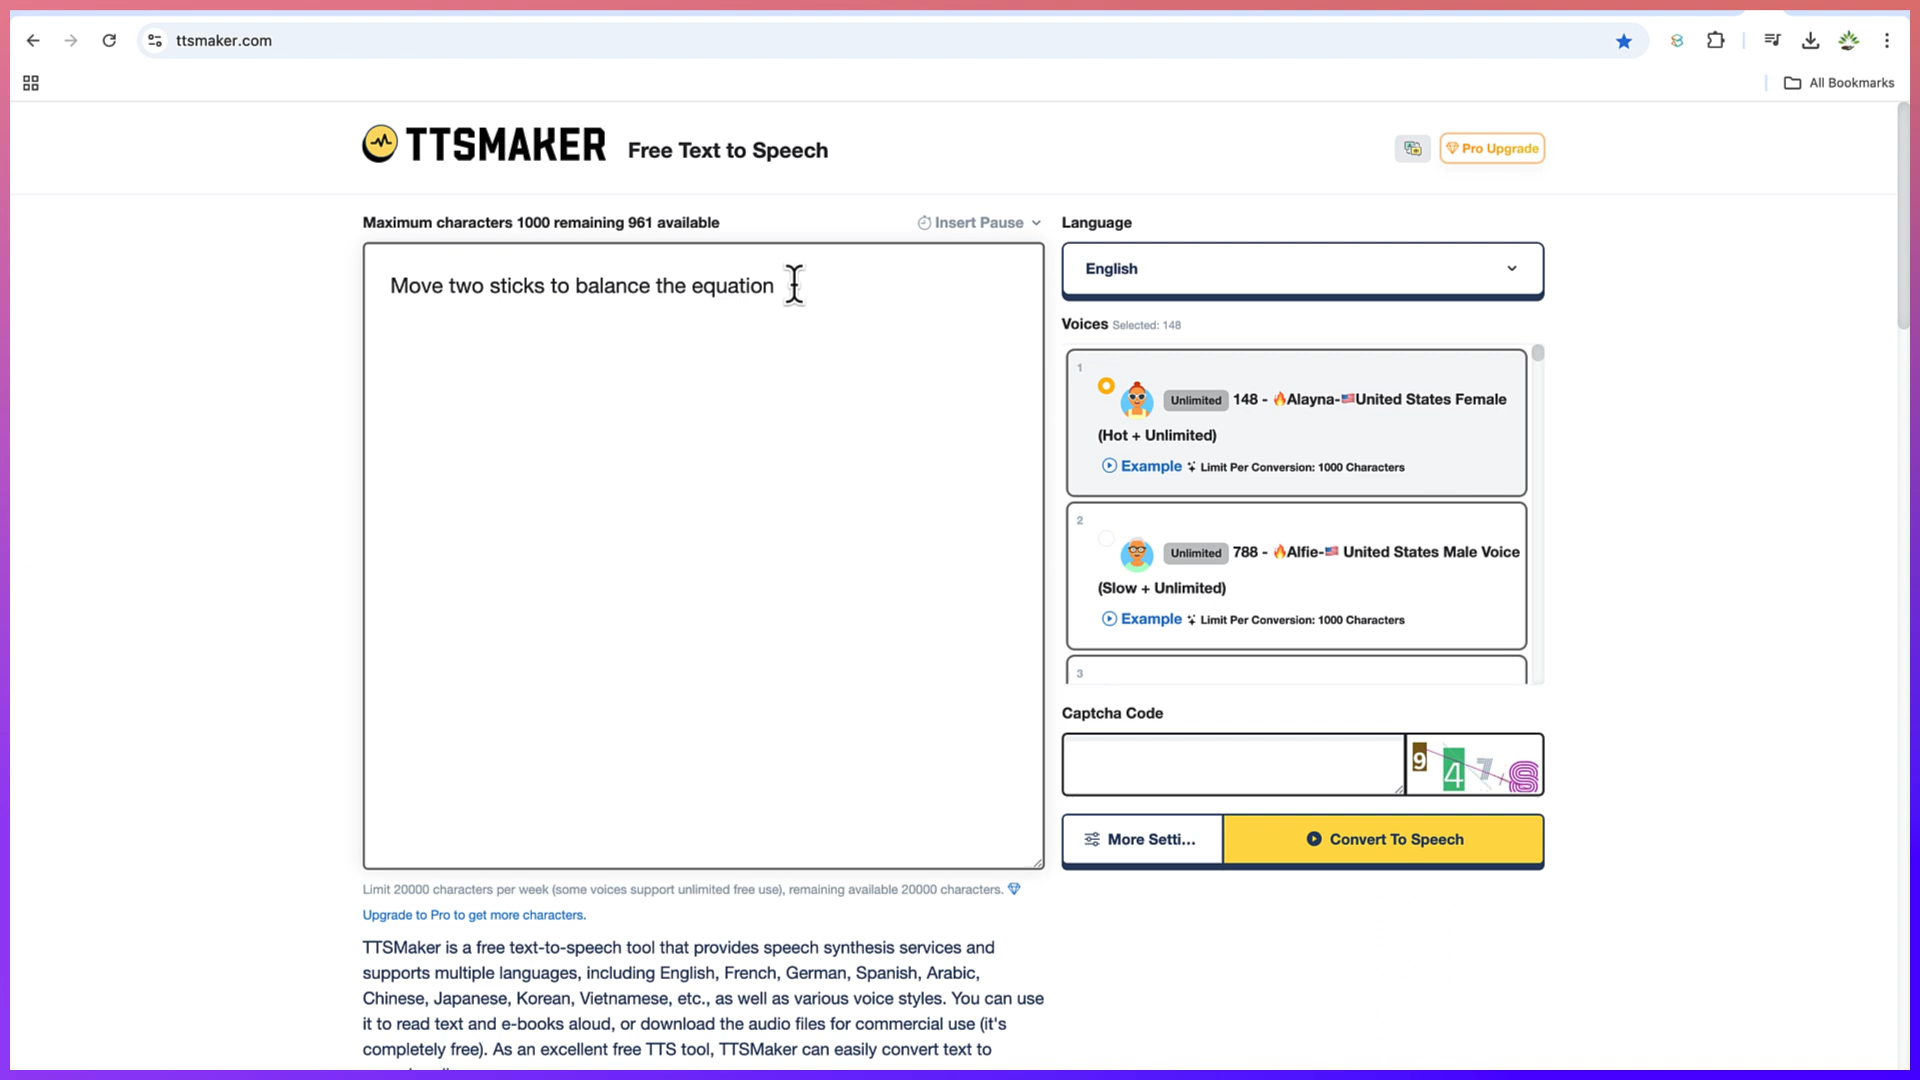 ttsmaker.com
All Bookmarks
TTSMAKER Free Text to Speech
Pro Upgrade
Maximum characters 1000 remaining 961 available
Insert Pause
Move two sticks to balance the equation
Language
English
Voices Selected: 148
1
Unlimited 148 - 🔥Alayna-🇺🇸United States Female
(Hot + Unlimited)
Example Limit Per Conversion: 1000 Characters
2
Unlimited 788 - 🔥Alfie-🇺🇸 United States Male Voice
(Slow + Unlimited)
Example Limit Per Conversion: 1000 Characters
3
Captcha Code
947S
More Setti...
Convert To Speech
Limit 20000 characters per week (some voices support unlimited free use), remaining available 20000 characters.
Upgrade to Pro to get more characters.
TTSMaker is a free text-to-speech tool that provides speech synthesis services and
supports multiple languages, including English, French, German, Spanish, Arabic,
Chinese, Japanese, Korean, Vietnamese, etc., as well as various voice styles. You can use
it to read text and e-books aloud, or download the audio files for commercial use (it's
completely free). As an excellent free TTS tool, TTSMaker can easily convert text to